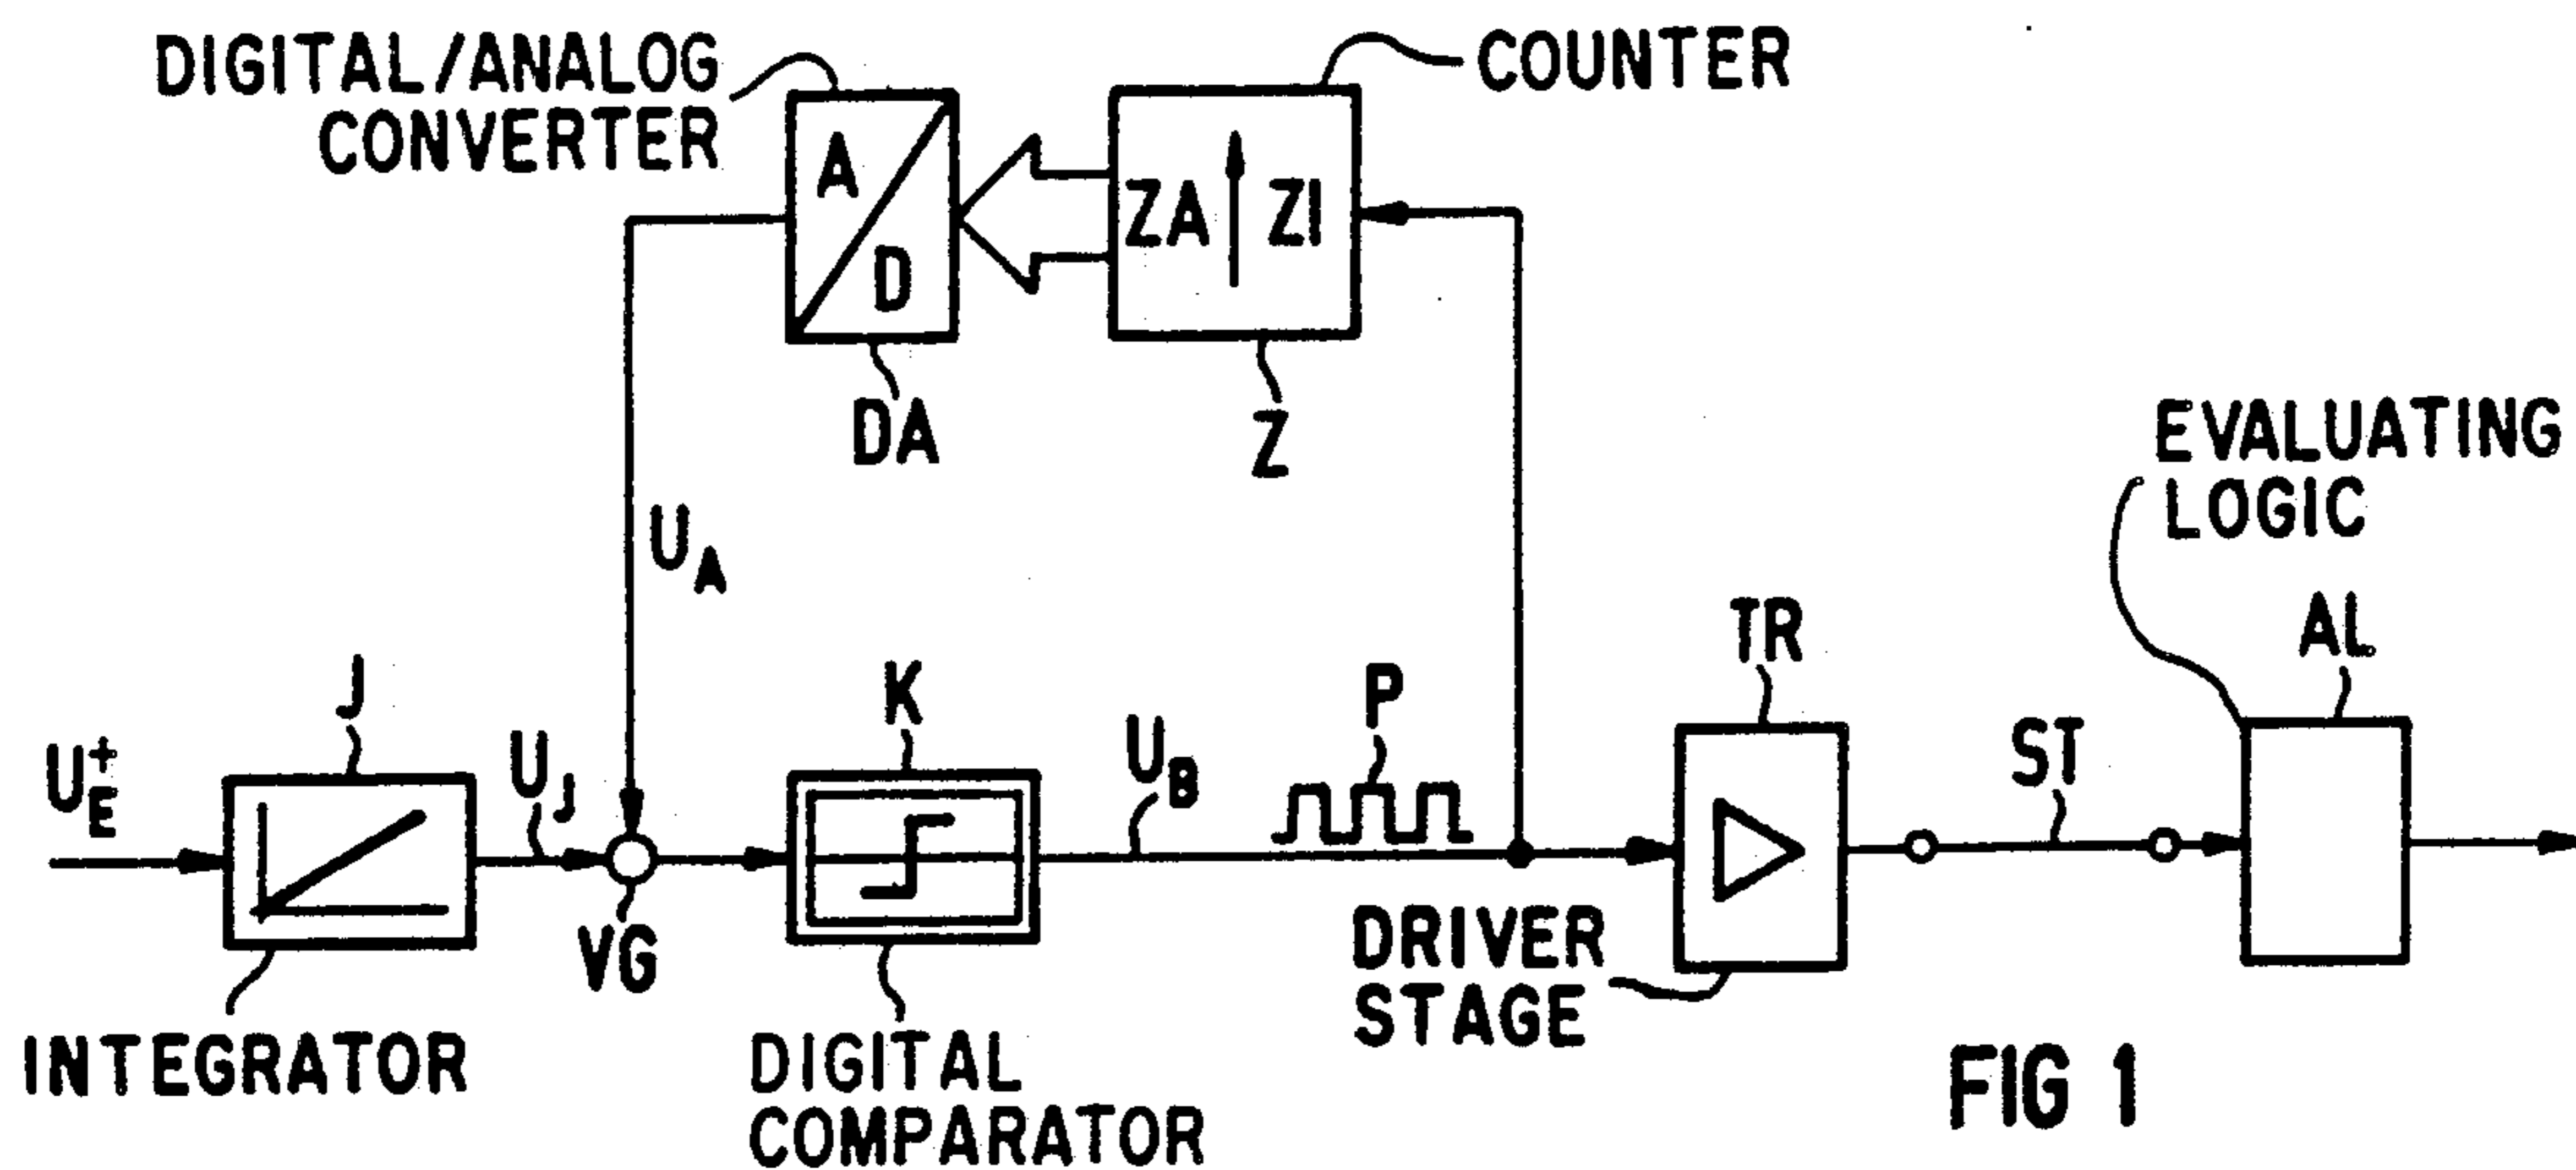 DIGITAL/ANALOG
CONVERTER
COUNTER
A
D
ZA
ZI
DA
Z
EVALUATING
LOGIC
U_A
TR
AL
J
K
P
U_E^+
U_J
U_B
ST
VG
DRIVER
STAGE
INTEGRATOR
DIGITAL
COMPARATOR
FIG 1